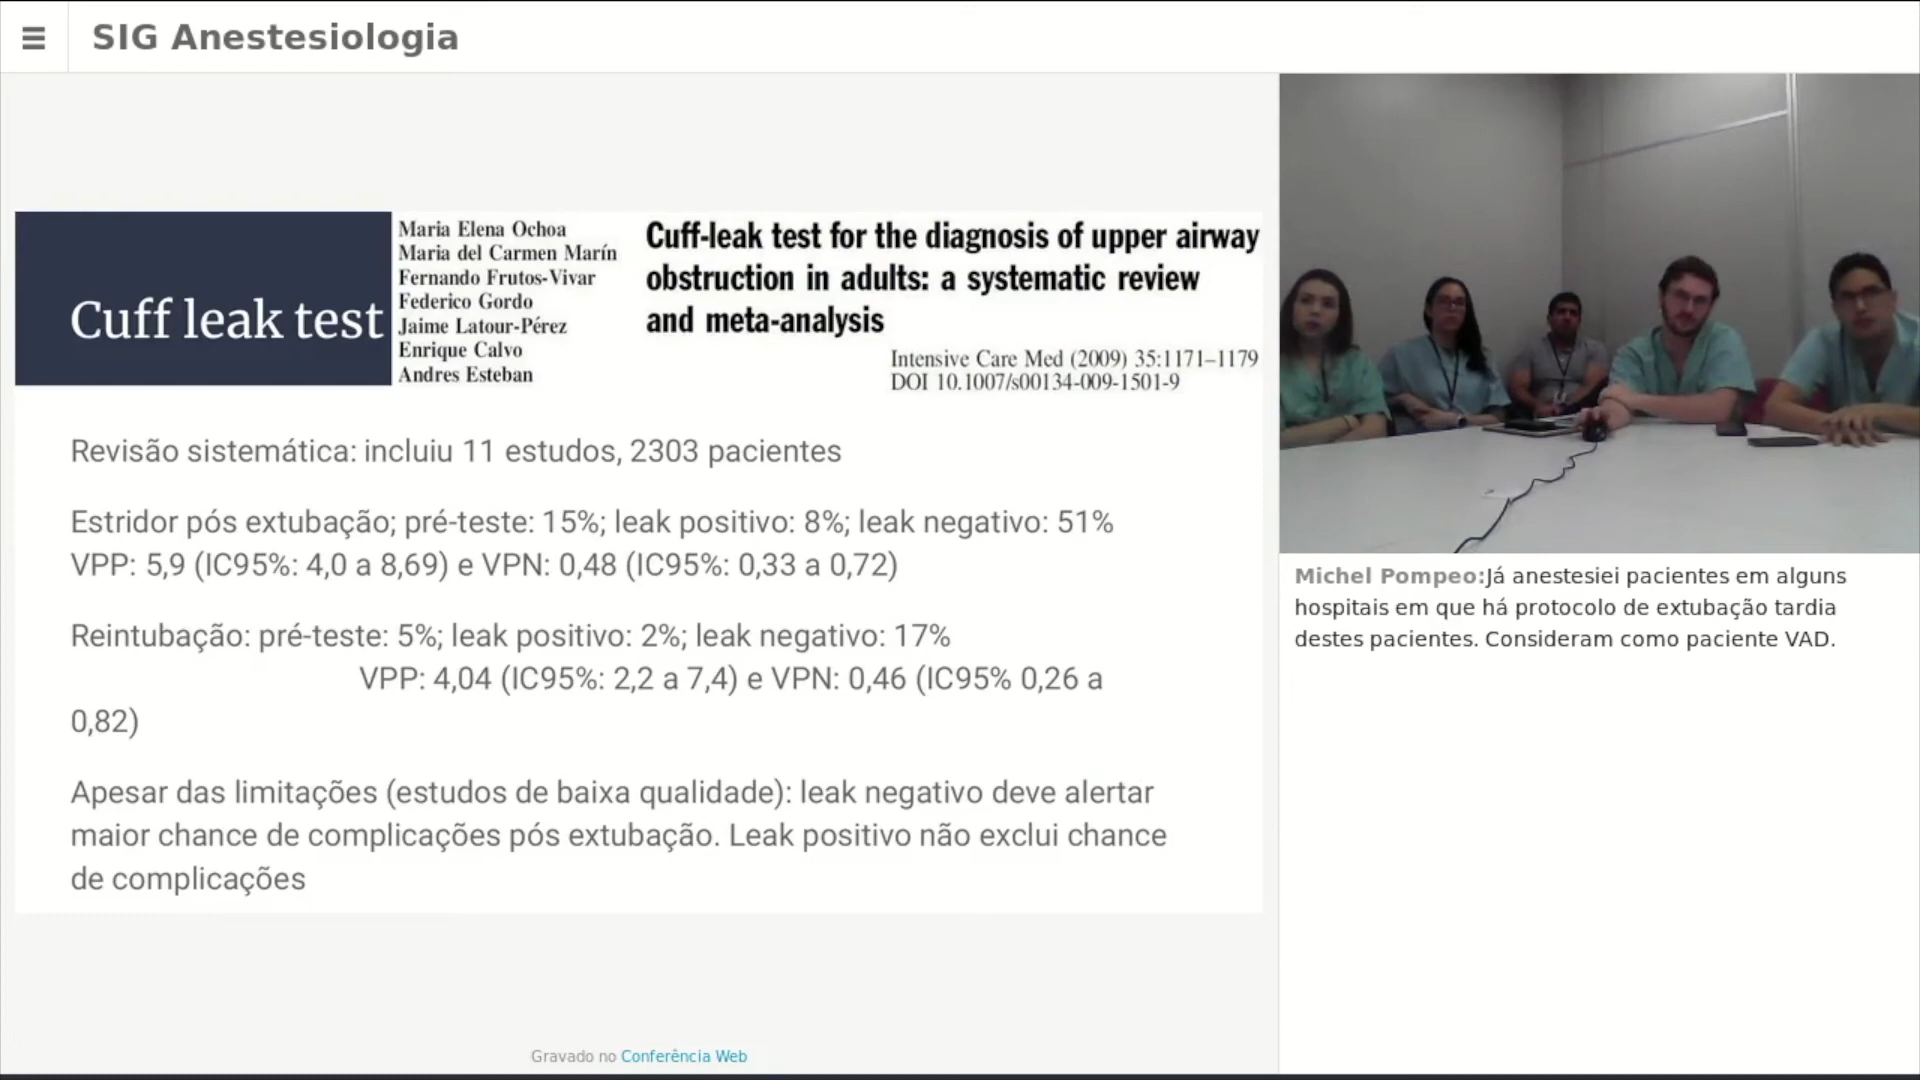 SIG Anestesiologia
Cuff leak test
Maria Elena Ochoa
Maria del Carmen Marín
Fernando Frutos-Vivar
Federico Gordo
Jaime Latour-Pérez
Enrique Calvo
Andres Esteban
Cuff-leak test for the diagnosis of upper airway
obstruction in adults: a systematic review
and meta-analysis
Intensive Care Med (2009) 35:1171–1179
DOI 10.1007/s00134-009-1501-9
Revisão sistemática: incluiu 11 estudos, 2303 pacientes
Estridor pós extubação; pré-teste: 15%; leak positivo: 8%; leak negativo: 51%
VPP: 5,9 (IC95%: 4,0 a 8,69) e VPN: 0,48 (IC95%: 0,33 a 0,72)
Reintubação: pré-teste: 5%; leak positivo: 2%; leak negativo: 17%
VPP: 4,04 (IC95%: 2,2 a 7,4) e VPN: 0,46 (IC95% 0,26 a
0,82)
Apesar das limitações (estudos de baixa qualidade): leak negativo deve alertar
maior chance de complicações pós extubação. Leak positivo não exclui chance
de complicações
Michel Pompeo:Já anestesiei pacientes em alguns
hospitais em que há protocolo de extubação tardia
destes pacientes. Consideram como paciente VAD.
Gravado no Conferência Web